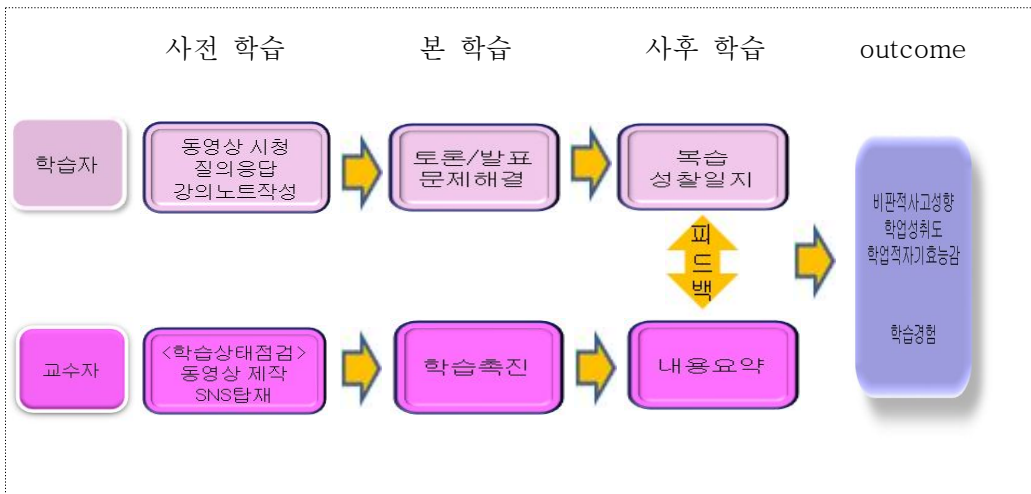 사전 학습
본 학습
사후 학습
outcome
학습자
동영상 시청
질의응답
강의노트작성
토론/발표
문제해결
복습
성찰일지
피드백
교수자
<학습상태점검>
동영상 제작
SNS탑재
학습촉진
내용요약
비판적사고성향
학업성취도
학업적자기효능감
학습경험